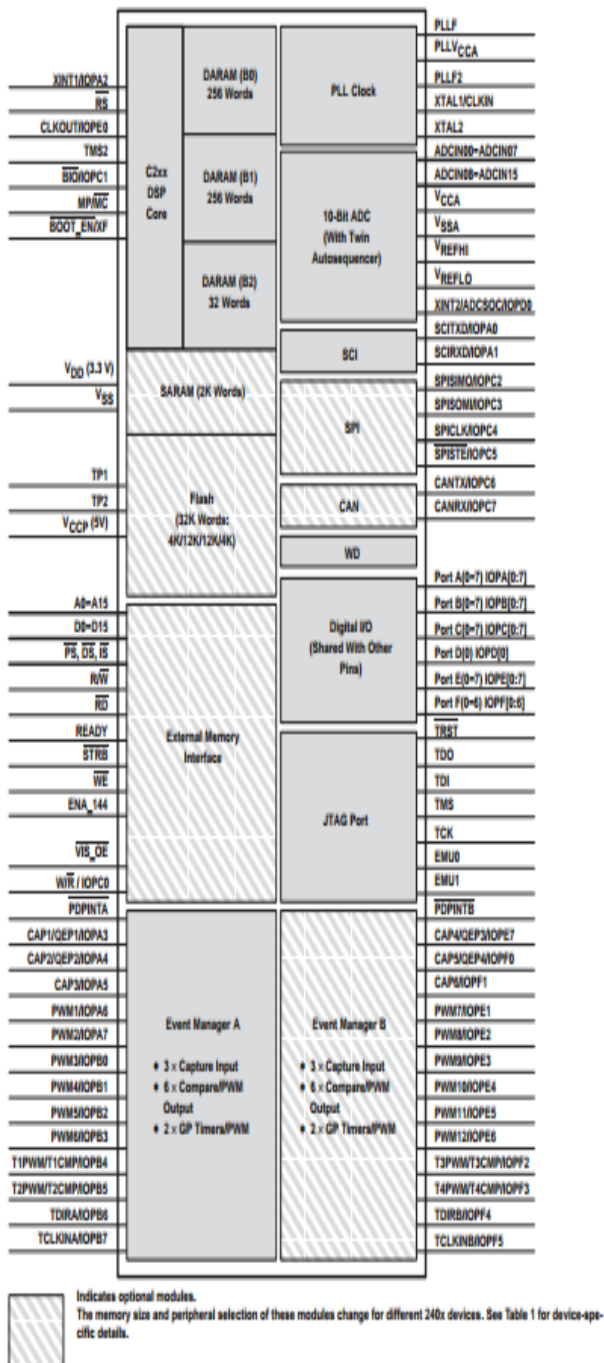 PLLF
PLLVCCA
PLLF2
XTAL1/CLKIN
XTAL2
ADCIN00=ADCIN07
ADCIN08=ADCIN15
VCCA
VSSA
VREFHI
VREFLO
XINT2/ADCSOC/IOPD0
SCITXD/IOPA0
SCIRXD/IOPA1
SPISIMO/IOPC2
SPISOMI/IOPC3
SPICLK/IOPC4
SPISTE/IOPC5
CANTX/IOPC6
CANRX/IOPC7
Port A(0=7) IOPA[0:7]
Port B(0=7) IOPB[0:7]
Port C(0=7) IOPC[0:7]
Port D(0) IOPD[0]
Port E(0=7) IOPE[0:7]
Port F(0=6) IOPF[0:6]
TRST
TDO
TDI
TMS
TCK
EMU0
EMU1
PDPINTB
CAP4/QEP3/IOPE7
CAP5/QEP4/IOPF0
CAP6/IOPF1
PWM7/IOPE1
PWM8/IOPE2
PWM9/IOPE3
PWM10/IOPE4
PWM11/IOPE5
PWM12/IOPE6
T3PWM/T3CMP/IOPF2
T4PWM/T4CMP/IOPF3
TDIRB/IOPF4
TCLKINB/IOPF5
XINT1/IOPA2
RS
CLKOUT/IOPE0
TMS2
BIO/IOPC1
MP/MC
BOOT_EN/XF
VDD (3.3 V)
VSS
TP1
TP2
VCCP (5V)
A0=A15
D0=D15
PS, DS, IS
R/W
RD
READY
STRB
WE
ENA_144
VIS_OE
W/R / IOPC0
PDPINTA
CAP1/QEP1/IOPA3
CAP2/QEP2/IOPA4
CAP3/IOPA5
PWM1/IOPA6
PWM2/IOPA7
PWM3/IOPB0
PWM4/IOPB1
PWM5/IOPB2
PWM6/IOPB3
T1PWM/T1CMP/IOPB4
T2PWM/T2CMP/IOPB5
TDIRA/IOPB6
TCLKINA/IOPB7
C2xx
DSP
Core
DARAM (B0)
256 Words
DARAM (B1)
256 Words
DARAM (B2)
32 Words
SARAM (2K Words)
Flash
(32K Words:
4K/12K/12K/4K)
External Memory
Interface
PLL Clock
10-Bit ADC
(With Twin
Autosequencer)
SCI
SPI
CAN
WD
Digital I/O
(Shared With Other
Pins)
JTAG Port
Event Manager A
• 3 × Capture Input
• 6 × Compare/PWM
Output
• 2 × GP Timers/PWM
Event Manager B
• 3 × Capture Input
• 6 × Compare/PWM
Output
• 2 × GP Timers/PWM
Indicates optional modules.
The memory size and peripheral selection of these modules change for different 240x devices. See Table 1 for device-spe-
cific details.